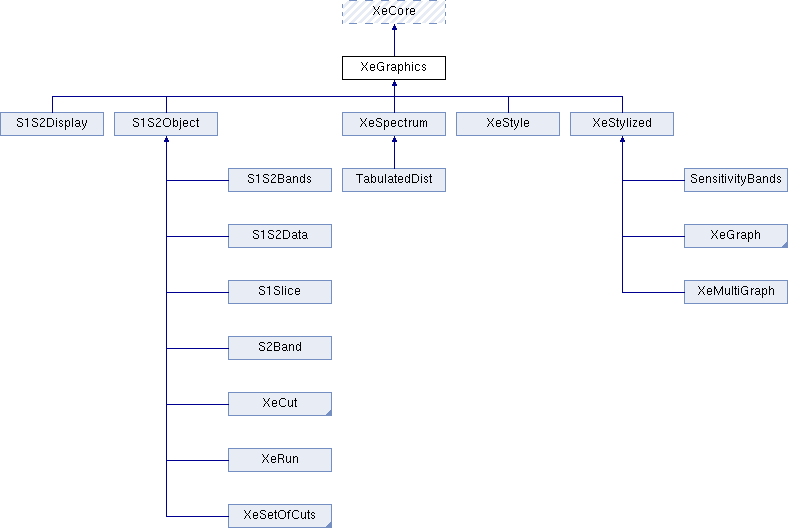 XeCore
XeGraphics
S1S2Display
S1S2Object
XeSpectrum
XeStyle
XeStylized
S1S2Bands
TabulatedDist
SensitivityBands
S1S2Data
XeGraph
S1Slice
XeMultiGraph
S2Band
XeCut
XeRun
XeSetOfCuts